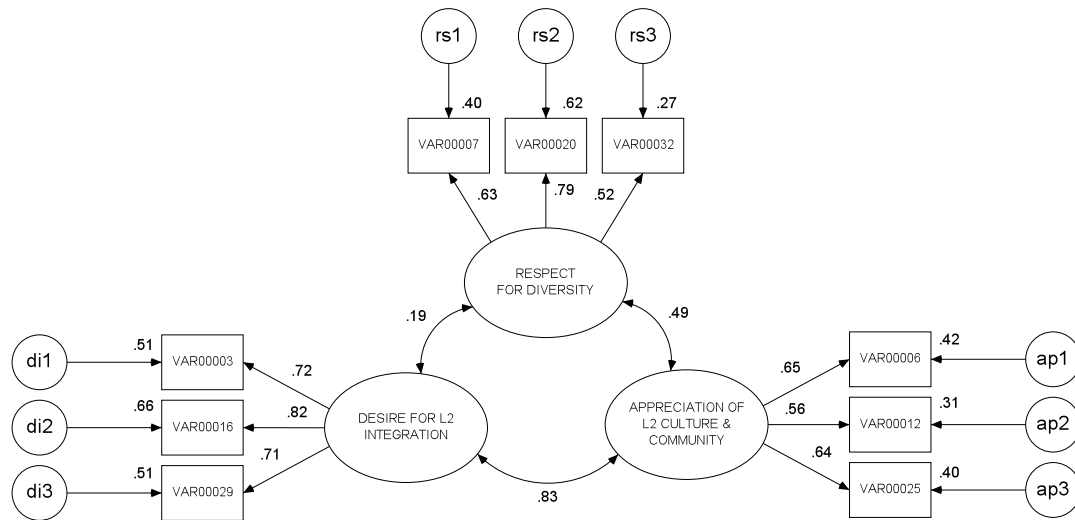 rs1
rs2
rs3
.40
.62
.27
VAR00007
VAR00020
VAR00032
.63
.79
.52
RESPECT
FOR DIVERSITY
.19
.49
di1
.51
VAR00003
.72
di2
.66
VAR00016
.82
di3
.51
VAR00029
.71
DESIRE FOR L2
INTEGRATION
.83
APPRECIATION OF
L2 CULTURE &
COMMUNITY
.65
VAR00006
.42
ap1
.56
VAR00012
.31
ap2
.64
VAR00025
.40
ap3